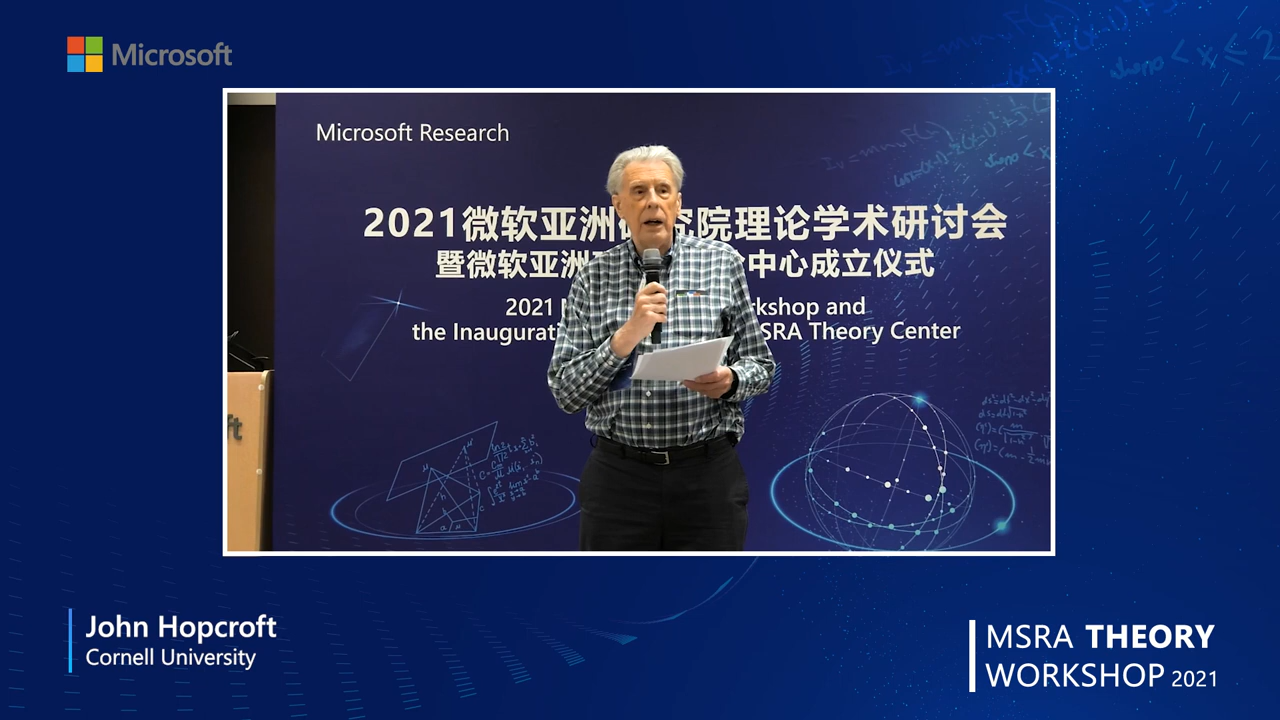 Microsoft
Microsoft Research
2021微软亚洲研究院理论学术研讨会
暨微软亚洲 中心成立仪式
2021 kshop and
the Inaugurati SRA Theory Center
ft
John Hopcroft
Cornell University
MSRA THEORY
WORKSHOP 2021